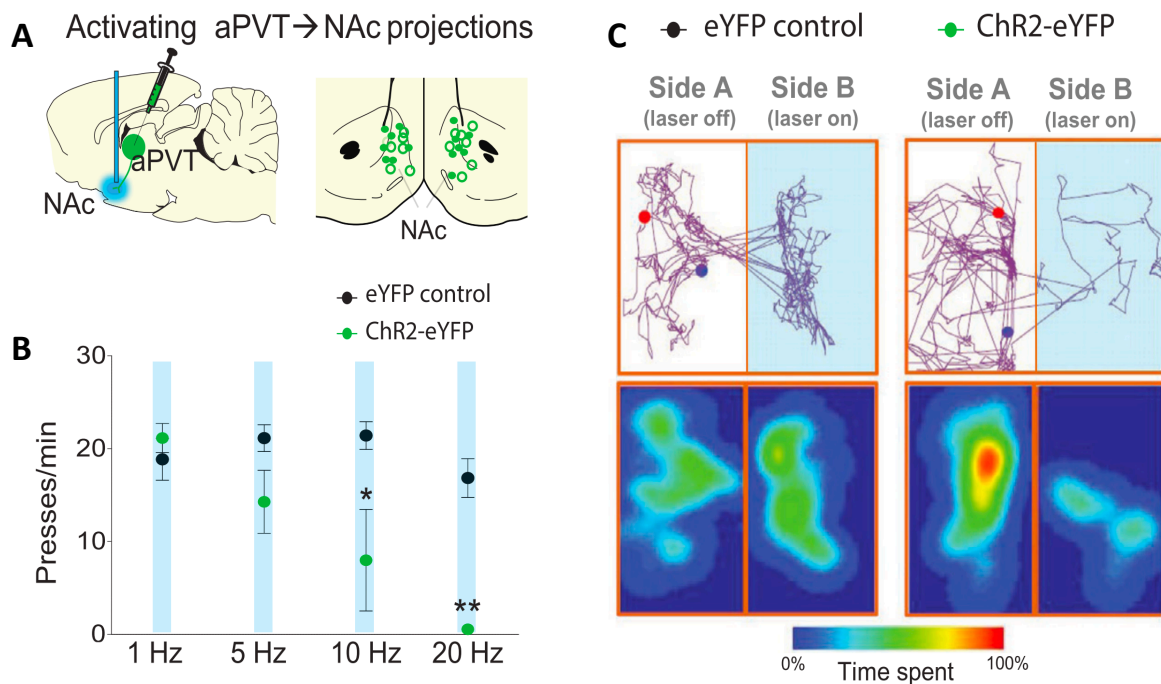 A Activating aPVT→NAc projections
aPVT
NAc
NAc
eYFP control
ChR2-eYFP
B
Presses/min
30
20
10
0
*
**
1 Hz 5 Hz 10 Hz 20 Hz
C eYFP control ChR2-eYFP
Side A Side B Side A Side B
(laser off) (laser on) (laser off) (laser on)
0% Time spent 100%